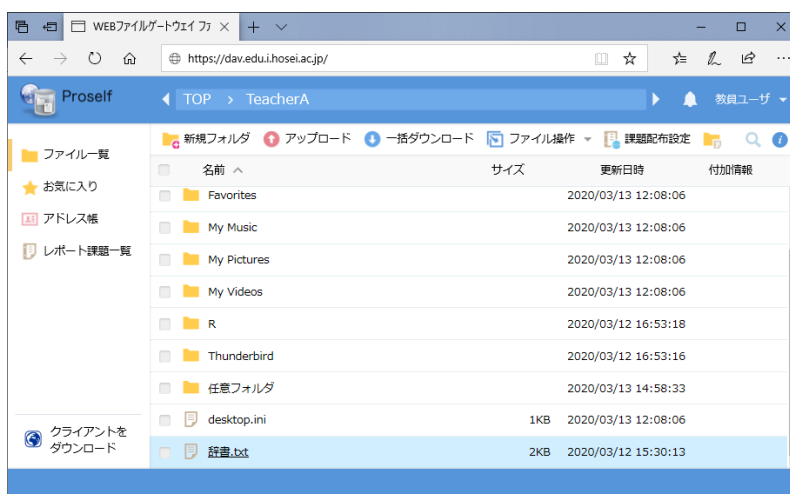 WEBファイルゲートウェイ ファ
https://dav.edu.i.hosei.ac.jp/
Proself
TOP > TeacherA
教員ユーザ
新規フォルダ アップロード 一括ダウンロード ファイル操作 課題配布設定
ファイル一覧
お気に入り
アドレス帳
レポート課題一覧
クライアントを
ダウンロード
名前 サイズ 更新日時 付加情報
Favorites 2020/03/13 12:08:06
My Music 2020/03/13 12:08:06
My Pictures 2020/03/13 12:08:06
My Videos 2020/03/13 12:08:06
R 2020/03/12 16:53:18
Thunderbird 2020/03/12 16:53:16
任意フォルダ 2020/03/13 14:58:33
desktop.ini 1KB 2020/03/13 12:08:06
辞書.txt 2KB 2020/03/12 15:30:13